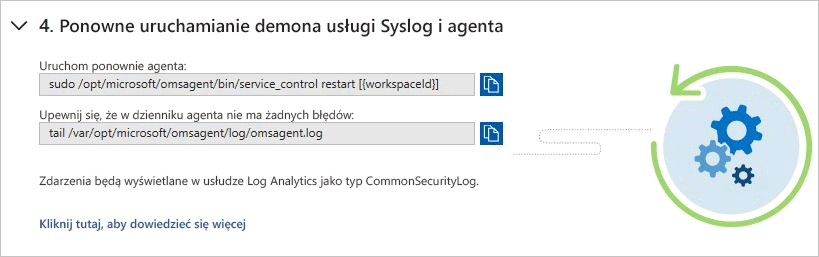 4. Ponowne uruchamianie demona usługi Syslog i agenta
Uruchom ponownie agenta:
sudo /opt/microsoft/omsagent/bin/service_control restart [{workspaceId}]
Upewnij się, że w dzienniku agenta nie ma żadnych błędów:
tail /var/opt/microsoft/omsagent/log/omsagent.log
Zdarzenia będą wyświetlane w usłudze Log Analytics jako typ CommonSecurityLog.
Kliknij tutaj, aby dowiedzieć się więcej